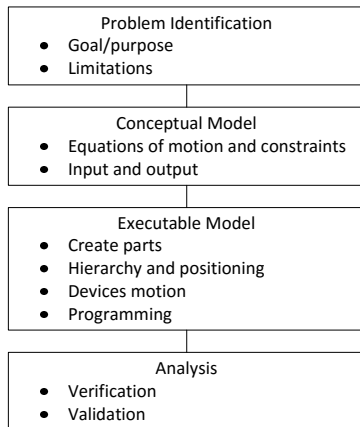 Problem Identification
● Goal/purpose
● Limitations
Conceptual Model
● Equations of motion and constraints
● Input and output
Executable Model
● Create parts
● Hierarchy and positioning
● Devices motion
● Programming
Analysis
● Verification
● Validation